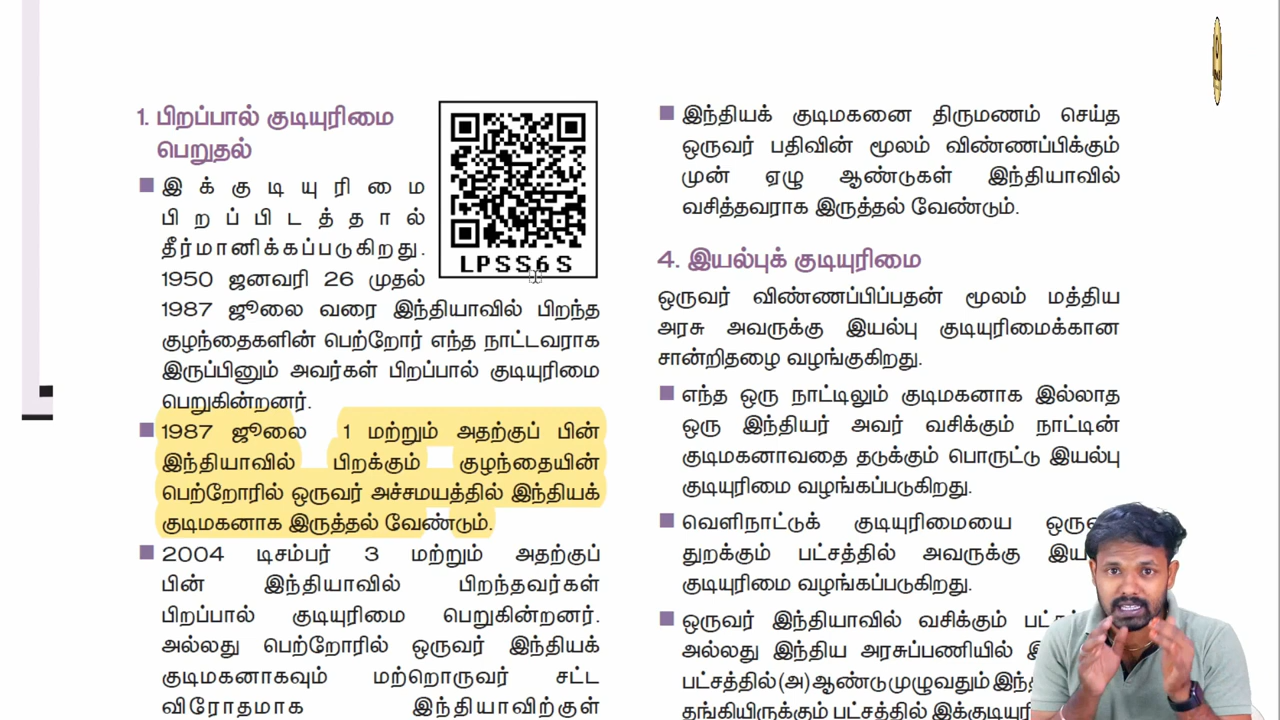 1. பிறப்பால் குடியுரிமை
பெறுதல்
இ க் கு டி யு ரி மை
பி ற ப் பி ட த் தா ல்
தீர்மானிக்கப்படுகிறது.
1950 ஜனவரி 26 முதல்
1987 ஜூலை வரை இந்தியாவில் பிறந்த
குழந்தைகளின் பெற்றோர் எந்த நாட்டவராக
இருப்பினும் அவர்கள் பிறப்பால் குடியுரிமை
பெறுகின்றனர்.
1987 ஜூலை 1 மற்றும் அதற்குப் பின்
இந்தியாவில் பிறக்கும் குழந்தையின்
பெற்றோரில் ஒருவர் அச்சமயத்தில் இந்தியக்
குடிமகனாக இருத்தல் வேண்டும்.
2004 டிசம்பர் 3 மற்றும் அதற்குப்
பின் இந்தியாவில் பிறந்தவர்கள்
பிறப்பால் குடியுரிமை பெறுகின்றனர்.
அல்லது பெற்றோரில் ஒருவர் இந்தியக்
குடிமகனாகவும் மற்றொருவர் சட்ட
விரோதமாக இந்தியாவிற்குள்
LPSS6S
இந்தியக் குடிமகனை திருமணம் செய்த
ஒருவர் பதிவின் மூலம் விண்ணப்பிக்கும்
முன் ஏழு ஆண்டுகள் இந்தியாவில்
வசித்தவராக இருத்தல் வேண்டும்.
4. இயல்புக் குடியுரிமை
ஒருவர் விண்ணப்பிப்பதன் மூலம் மத்திய
அரசு அவருக்கு இயல்பு குடியுரிமைக்கான
சான்றிதழை வழங்குகிறது.
எந்த ஒரு நாட்டிலும் குடிமகனாக இல்லாத
ஒரு இந்தியர் அவர் வசிக்கும் நாட்டின்
குடிமகனாவதை தடுக்கும் பொருட்டு இயல்பு
குடியுரிமை வழங்கப்படுகிறது.
வெளிநாட்டுக் குடியுரிமையை
துறக்கும் பட்சத்தில் அவருக்கு
குடியுரிமை வழங்கப்படுகிறது.
ஒருவர் இந்தியாவில் வசிக்கும்
அல்லது இந்திய அரசுப்பணியில்
பட்சத்தில் (அ) ஆண்டு முழுவதும்
தங்கியிருக்கும் பட்சத்தில்